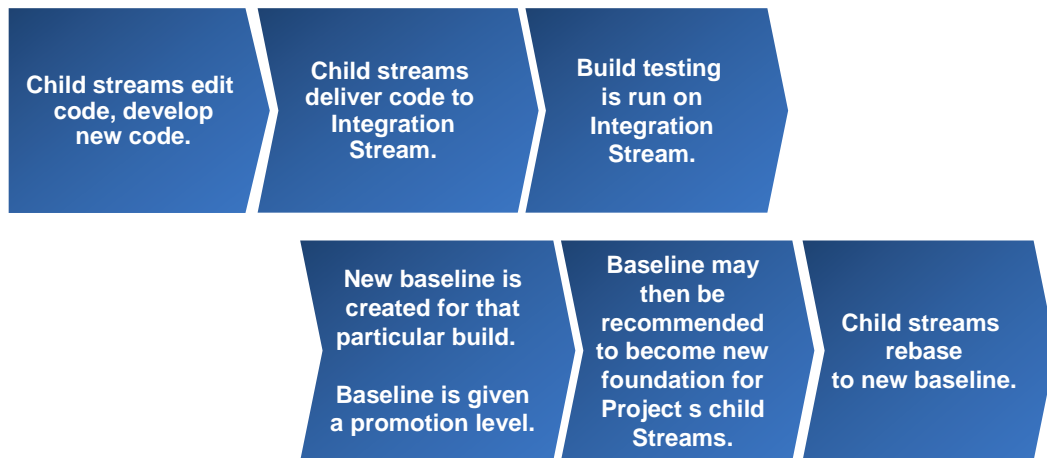 Child streams edit
code, develop
new code.
Child streams
deliver code to
Integration
Stream.
Build testing
is run on
Integration
Stream.
New baseline is
created for that
particular build.
Baseline is given
a promotion level.
Baseline may
then be
recommended
to become new
foundation for
Project s child
Streams.
Child streams
rebase
to new baseline.